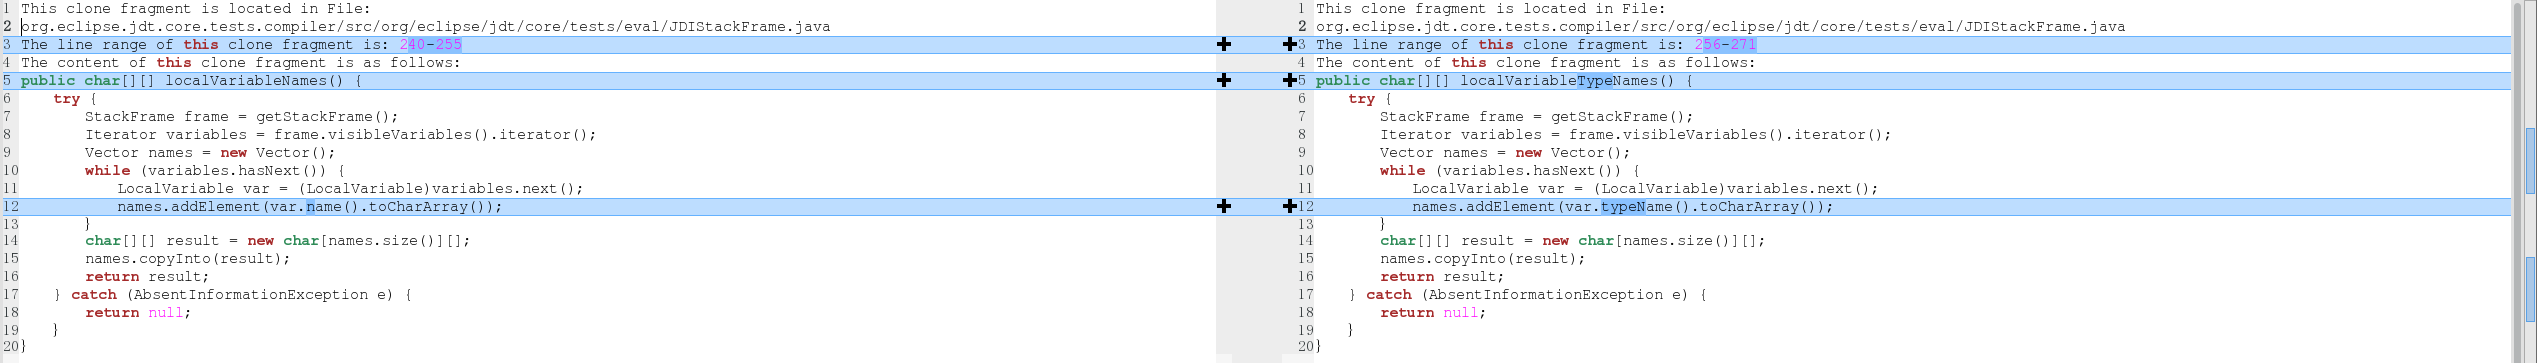 1 This clone fragment is located in File:
2 org.eclipse.jdt.core.tests.compiler/src/org/eclipse/jdt/core/tests/eval/JDIStackFrame.java
3 The line range of this clone fragment is: 240-255
4 The content of this clone fragment is as follows:
5 public char[][] localVariableNames() {
6     try {
7         StackFrame frame = getStackFrame();
8         Iterator variables = frame.visibleVariables().iterator();
9         Vector names = new Vector();
10         while (variables.hasNext()) {
11             LocalVariable var = (LocalVariable)variables.next();
12             names.addElement(var.name().toCharArray());
13         }
14         char[][] result = new char[names.size()][];
15         names.copyInto(result);
16         return result;
17     } catch (AbsentInformationException e) {
18         return null;
19     }
20 }
1 This clone fragment is located in File:
2 org.eclipse.jdt.core.tests.compiler/src/org/eclipse/jdt/core/tests/eval/JDIStackFrame.java
3 The line range of this clone fragment is: 256-271
4 The content of this clone fragment is as follows:
5 public char[][] localVariableTypeNames() {
6     try {
7         StackFrame frame = getStackFrame();
8         Iterator variables = frame.visibleVariables().iterator();
9         Vector names = new Vector();
10         while (variables.hasNext()) {
11             LocalVariable var = (LocalVariable)variables.next();
12             names.addElement(var.typeName().toCharArray());
13         }
14         char[][] result = new char[names.size()][];
15         names.copyInto(result);
16         return result;
17     } catch (AbsentInformationException e) {
18         return null;
19     }
20 }